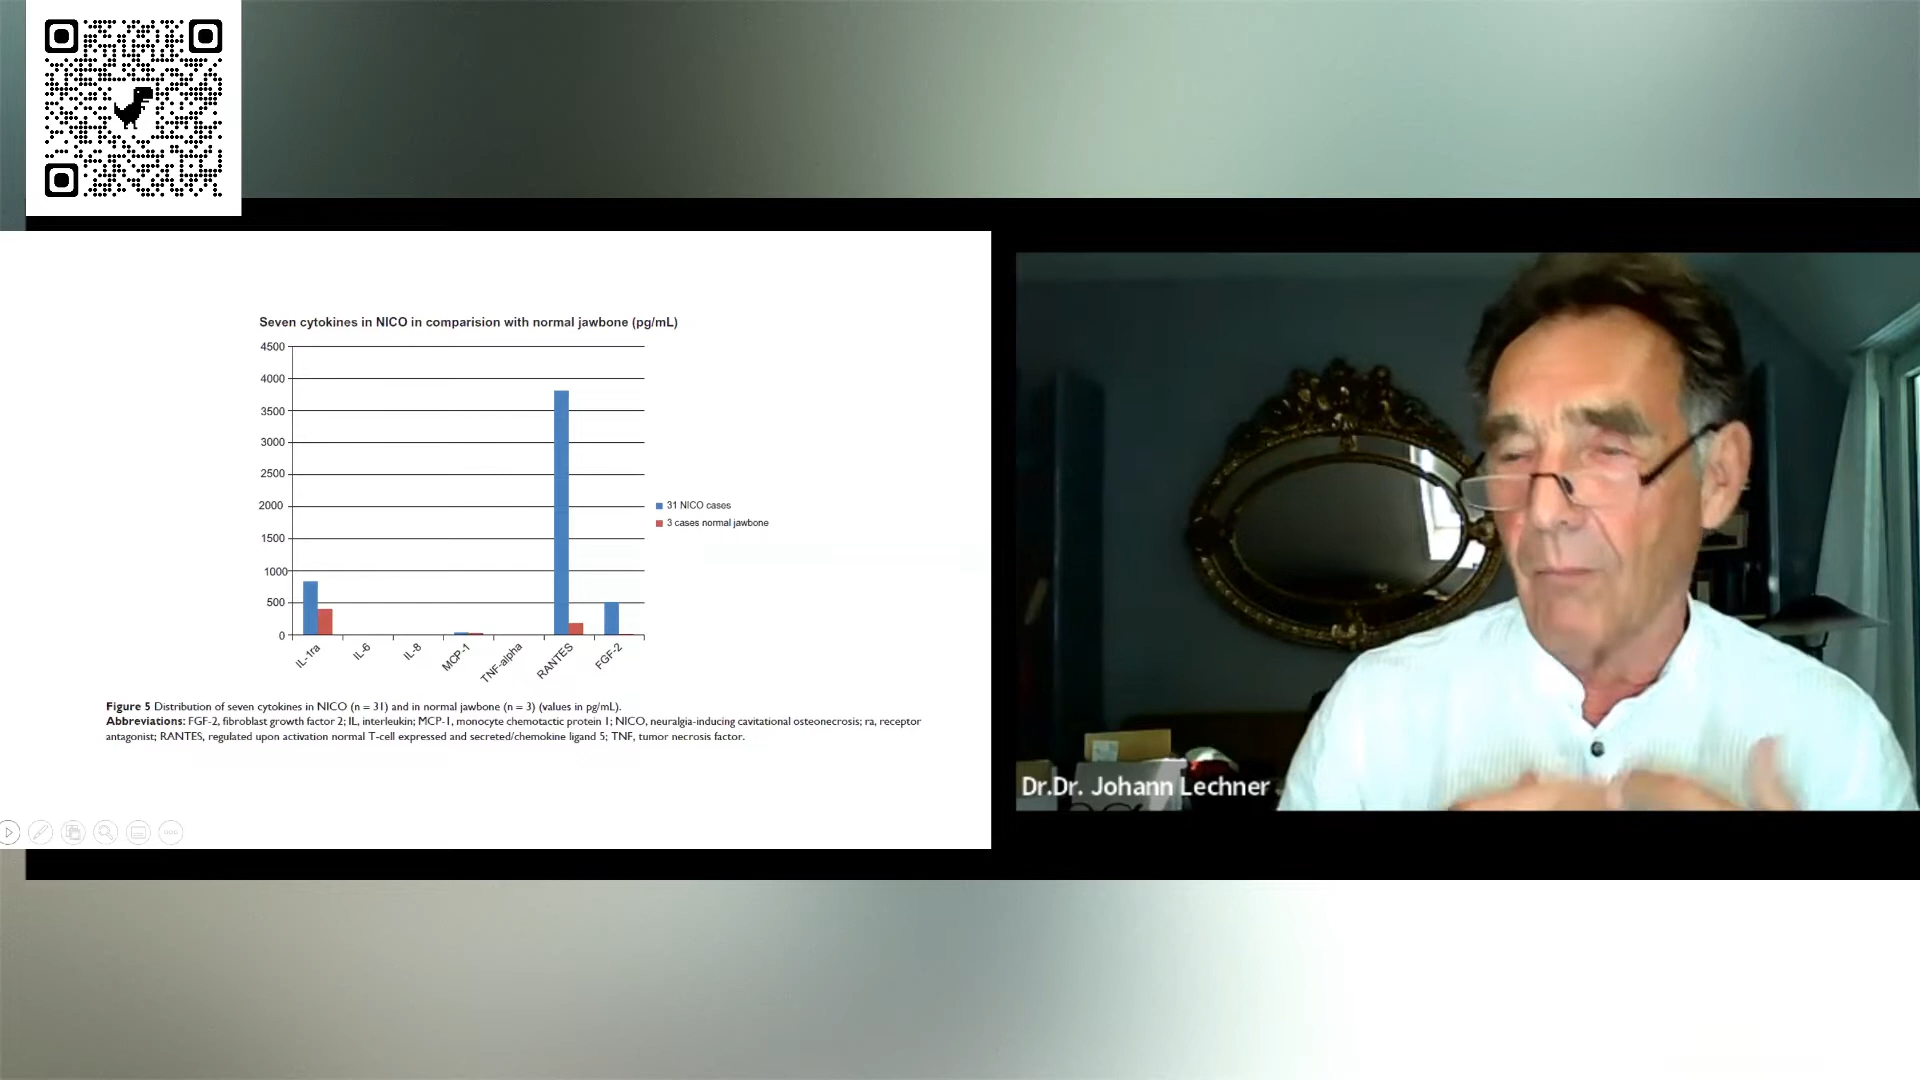 Seven cytokines in NICO in comparision with normal jawbone (pg/mL)
4500
4000
3500
3000
2500
2000
1500
1000
500
0
IL-1ra
IL-6
IL-8
MCP-1
TNF-alpha
RANTES
FGF-2
31 NICO cases
3 cases normal jawbone
Figure 5 Distribution of seven cytokines in NICO (n = 31) and in normal jawbone (n = 3) (values in pg/mL).
Abbreviations: FGF-2, fibroblast growth factor 2; IL, interleukin; MCP-1, monocyte chemotactic protein 1; NICO, neuralgia-inducing cavitational osteonecrosis; ra, receptor
antagonist; RANTES, regulated upon activation normal T-cell expressed and secreted/chemokine ligand 5; TNF, tumor necrosis factor.
Dr.Dr. Johann Lechner